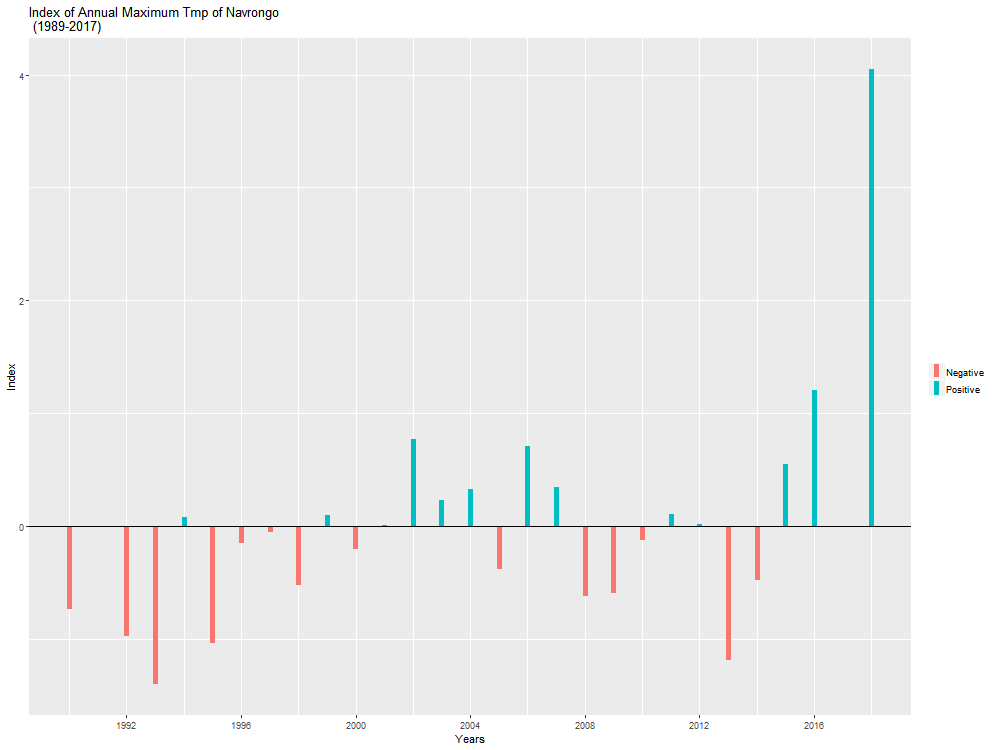 Index of Annual Maximum Tmp of Navrongo
(1989-2017)
4
2
0
Index
1992
1996
2000
2004
2008
2012
2016
Years
Negative
Positive